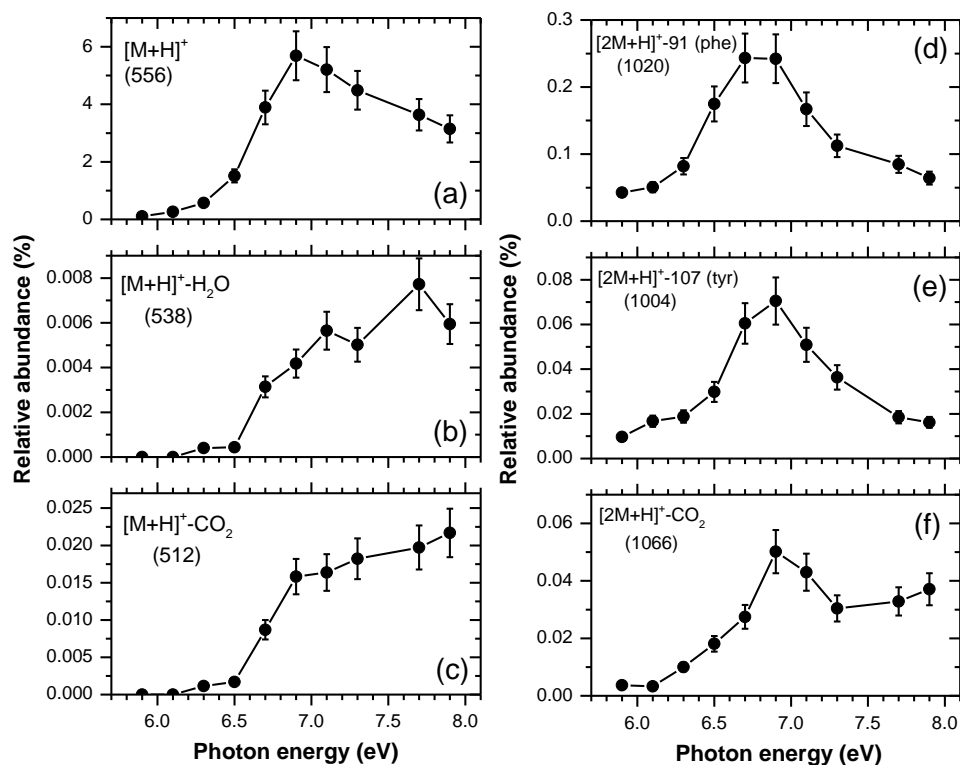 [M+H]⁺
(556)
6
4
2
0
(a)
[M+H]⁺-H₂O
(538)
0.008
0.006
0.004
0.002
0.000
(b)
[M+H]⁺-CO₂
(512)
0.025
0.020
0.015
0.010
0.005
0.000
(c)
6.0 6.5 7.0 7.5 8.0
Photon energy (eV)
Relative abundance (%)
[2M+H]⁺-91 (phe)
(1020)
0.3
0.2
0.1
0.0
(d)
[2M+H]⁺-107 (tyr)
(1004)
0.08
0.06
0.04
0.02
0.00
(e)
[2M+H]⁺-CO₂
(1066)
0.06
0.04
0.02
0.00
(f)
6.0 6.5 7.0 7.5 8.0
Photon energy (eV)
Relative abundance (%)